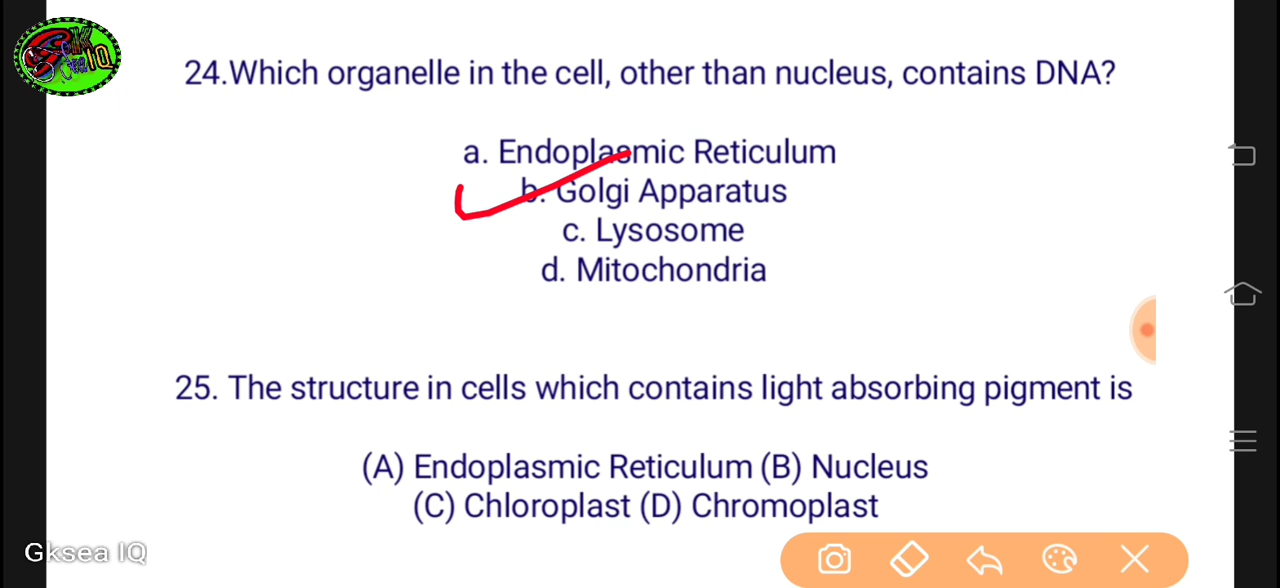 24.Which organelle in the cell, other than nucleus, contains DNA?
a. Endoplasmic Reticulum
b. Golgi Apparatus
c. Lysosome
d. Mitochondria
25. The structure in cells which contains light absorbing pigment is
(A) Endoplasmic Reticulum (B) Nucleus
(C) Chloroplast (D) Chromoplast
Gksea IQ